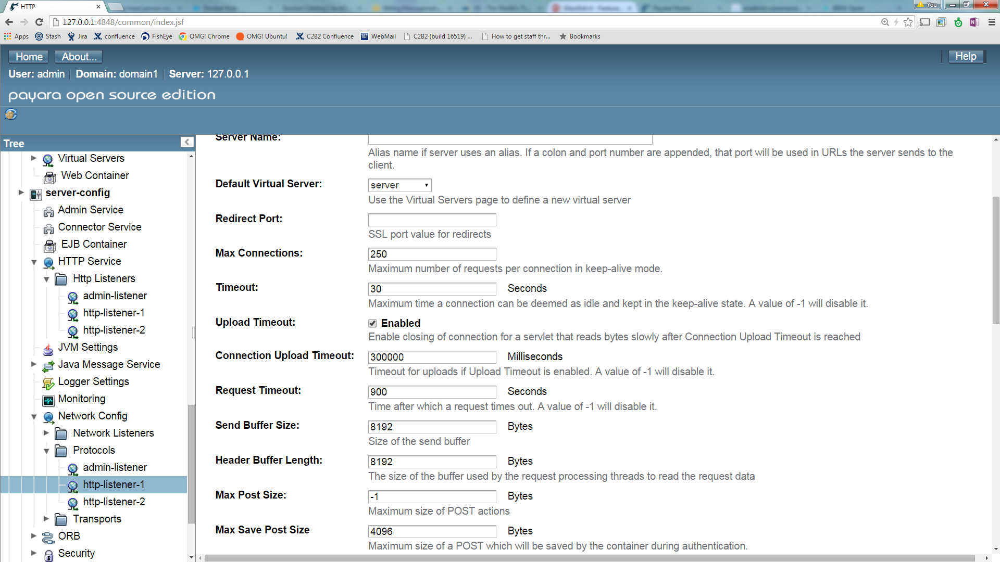 HTTP
You
127.0.0.1:4848/common/index.jsf
Apps Stash Jira confluence FishEye OMG! Chrome OMG! Ubuntu! C2B2 Confluence WebMail C2B2 (build 16519) ... How to get staff thr... Bookmarks
Home About... Help
User: admin Domain: domain1 Server: 127.0.0.1
payara open source edition
Tree
Virtual Servers
Web Container
server-config
Admin Service
Connector Service
EJB Container
HTTP Service
Http Listeners
admin-listener
http-listener-1
http-listener-2
JVM Settings
Java Message Service
Logger Settings
Monitoring
Network Config
Network Listeners
Protocols
admin-listener
http-listener-1
http-listener-2
Transports
ORB
Security
Server Name:
Alias name if server uses an alias. If a colon and port number are appended, that port will be used in URLs the server sends to the
client.
Default Virtual Server: server
Use the Virtual Servers page to define a new virtual server
Redirect Port:
SSL port value for redirects
Max Connections: 250
Maximum number of requests per connection in keep-alive mode.
Timeout: 30 Seconds
Maximum time a connection can be deemed as idle and kept in the keep-alive state. A value of -1 will disable it.
Upload Timeout: Enabled
Enable closing of connection for a servlet that reads bytes slowly after Connection Upload Timeout is reached
Connection Upload Timeout: 300000 Milliseconds
Timeout for uploads if Upload Timeout is enabled. A value of -1 will disable it.
Request Timeout: 900 Seconds
Time after which a request times out. A value of -1 will disable it.
Send Buffer Size: 8192 Bytes
Size of the send buffer
Header Buffer Length: 8192 Bytes
The size of the buffer used by the request processing threads to read the request data
Max Post Size: -1 Bytes
Maximum size of POST actions
Max Save Post Size 4096 Bytes
Maximum size of a POST which will be saved by the container during authentication.